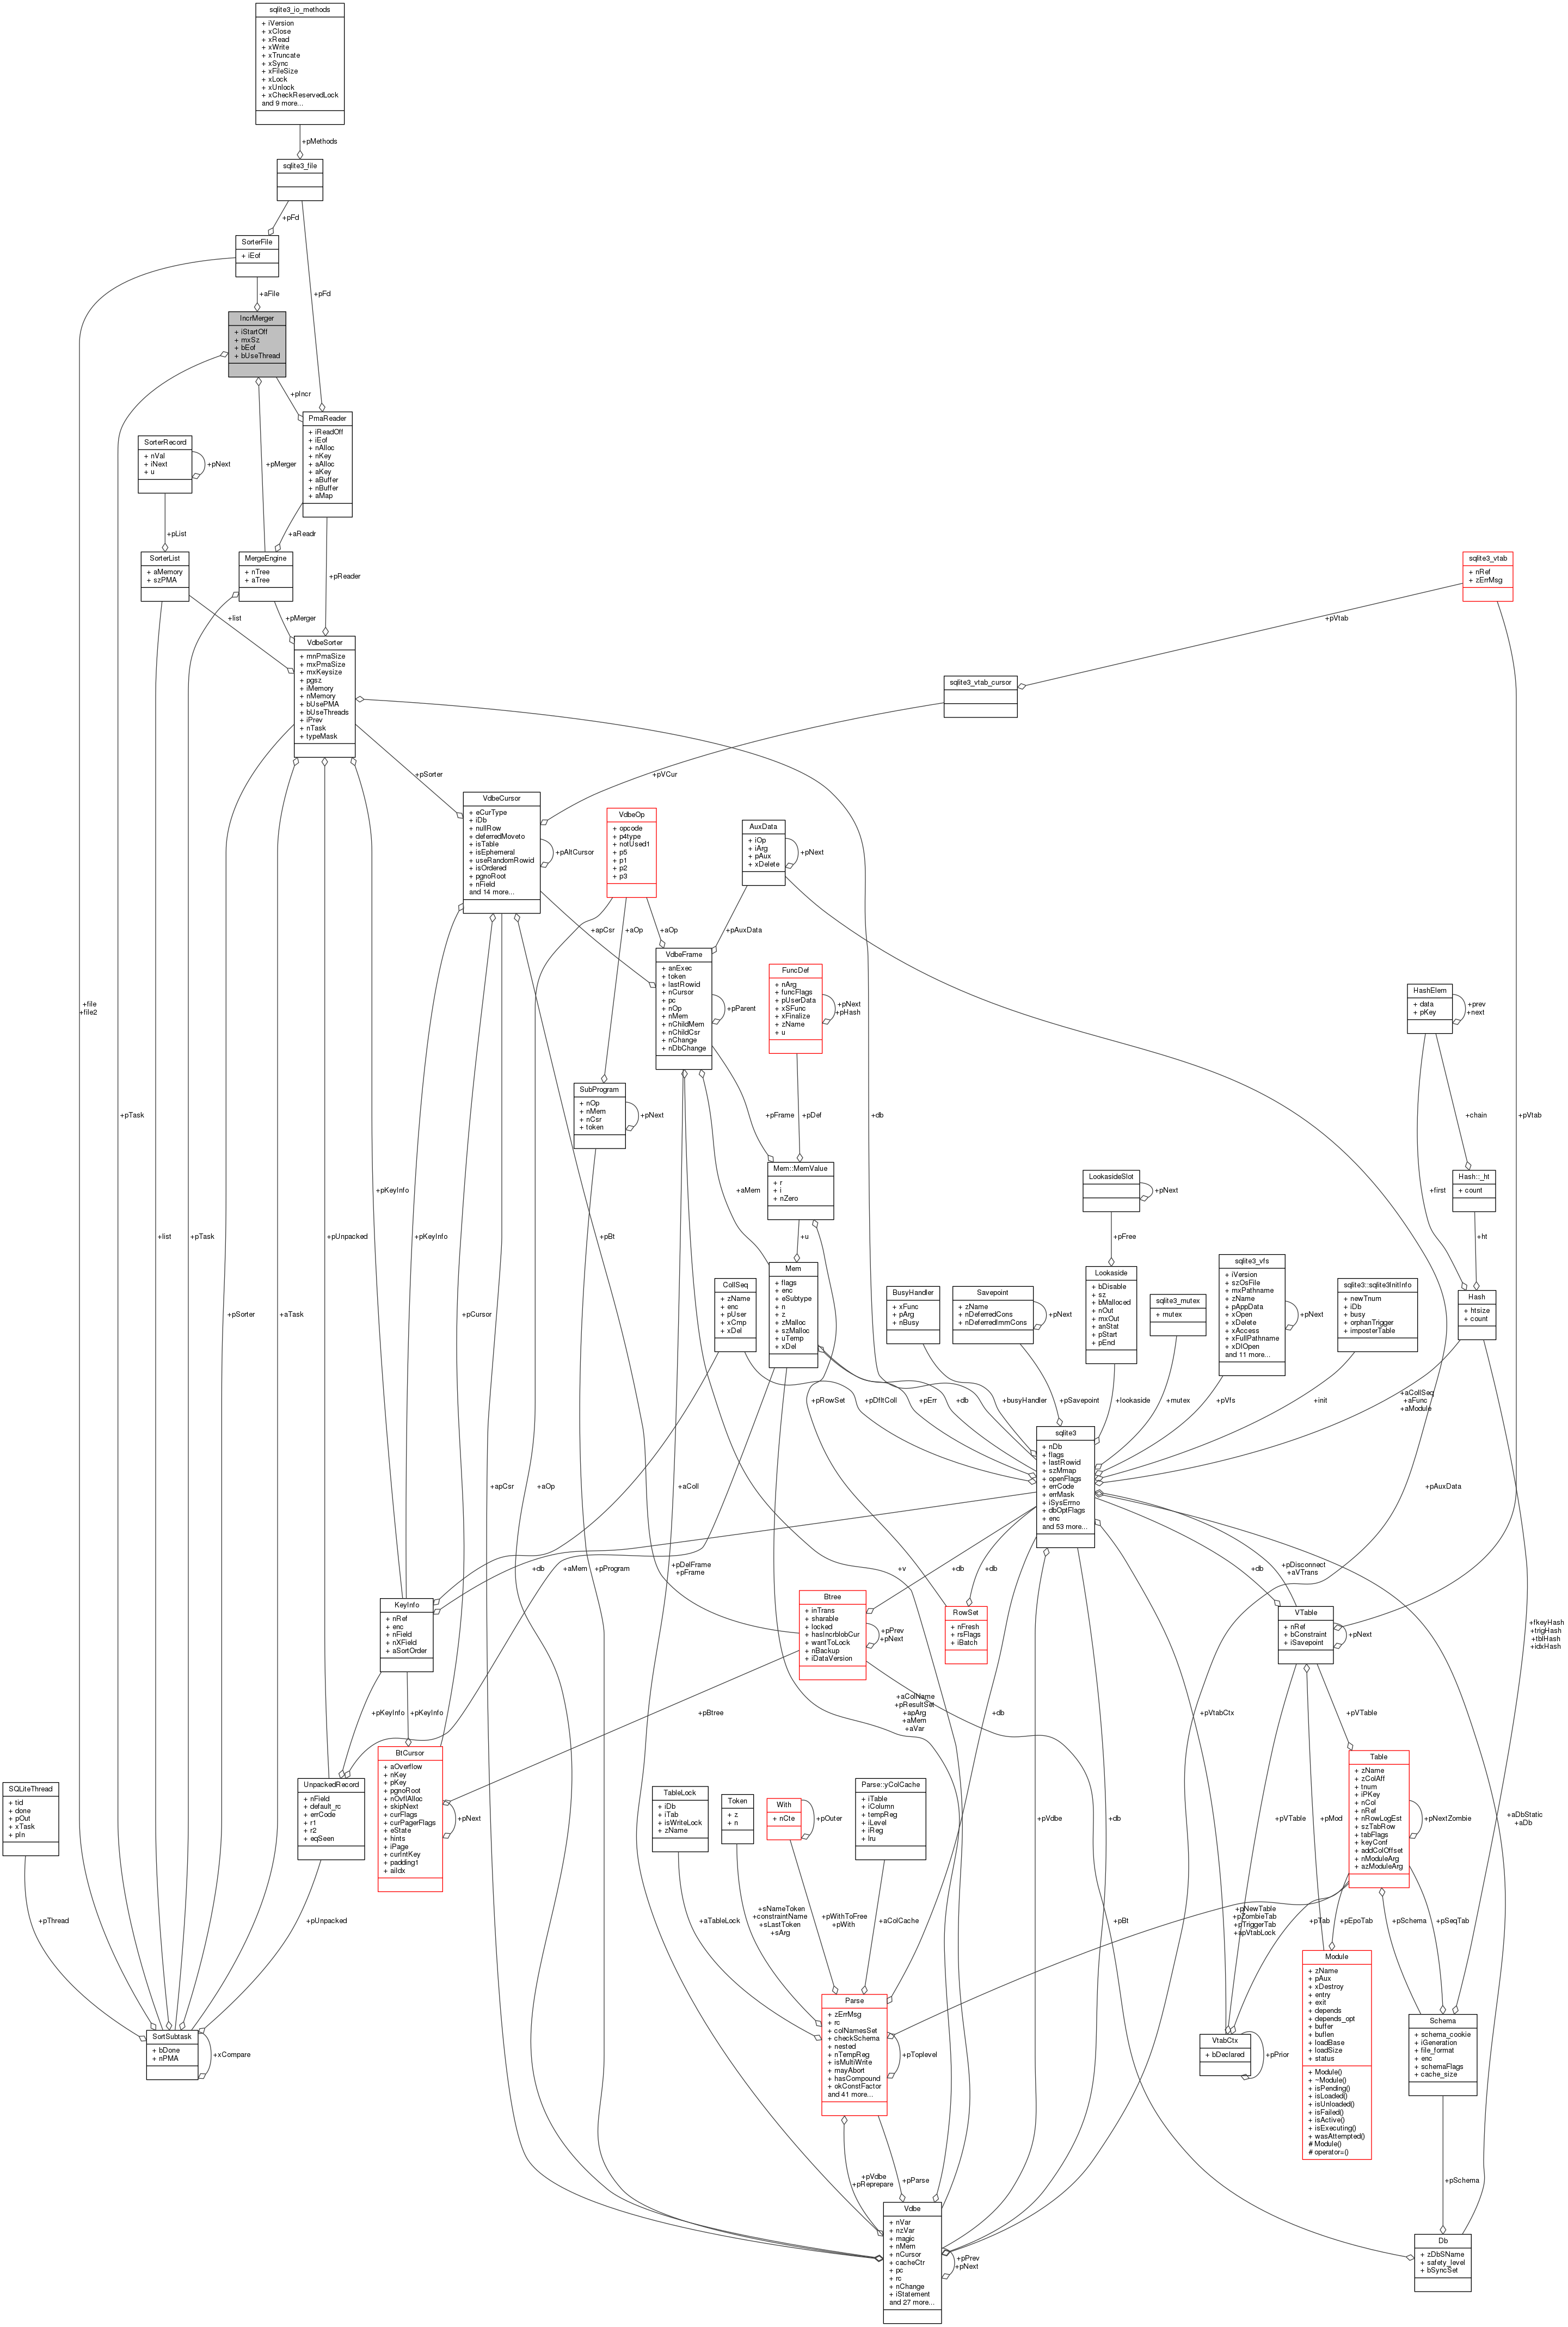 sqlite3_io_methods
+ iVersion
+ xClose
+ xRead
+ xWrite
+ xTruncate
+ xSync
+ xFileSize
+ xLock
+ xUnlock
+ xCheckReservedLock
and 9 more...
+pMethods
sqlite3_file
+pFd
SorterFile
+ iEof
+aFile
+pFd
IncrMerger
+ iStartOff
+ mxSz
+ bEof
+ bUseThread
+pIncr
PmaReader
+ iReadOff
+ iEof
+ nAlloc
+ nKey
+ aAlloc
+ aKey
+ aBuffer
+ nBuffer
+ aMap
SorterRecord
+ nVal
+ iNext
+ u
+pNext
+pMerger
+pList
+aReadr
SorterList
+ aMemory
+ szPMA
MergeEngine
+ nTree
+ aTree
+pReader
sqlite3_vtab
+ nRef
+ zErrMsg
+list
+pMerger
+pVtab
VdbeSorter
+ mnPmaSize
+ mxPmaSize
+ mxKeysize
+ pgsz
+ iMemory
+ nMemory
+ bUsePMA
+ bUseThreads
+ iPrev
+ nTask
+ typeMask
sqlite3_vtab_cursor
+pSorter
+pVCur
VdbeCursor
+ eCurType
+ iDb
+ nullRow
+ deferredMoveto
+ isTable
+ isEphemeral
+ useRandomRowid
+ isOrdered
+ pgnoRoot
+ nField
and 14 more...
+pAltCursor
VdbeOp
+ opcode
+ p4type
+ notUsed1
+ p5
+ p1
+ p2
+ p3
AuxData
+ iOp
+ iArg
+ pAux
+ xDelete
+pNext
+apCsr
+aOp
+aOp
+pAuxData
VdbeFrame
+ anExec
+ token
+ lastRowid
+ nCursor
+ pc
+ nOp
+ nMem
+ nChildMem
+ nChildCsr
+ nChange
+ nDbChange
+pParent
FuncDef
+ nArg
+ funcFlags
+ pUserData
+ xSFunc
+ xFinalize
+ zName
+ u
+pNext
+pHash
HashElem
+ data
+ pKey
+prev
+next
+file
+file2
+pTask
SubProgram
+ nOp
+ nMem
+ nCsr
+ token
+pNext
+pFrame
+pDef
+db
+chain
+pVtab
+pKeyInfo
+aMem
Mem::MemValue
+ r
+ i
+ nZero
LookasideSlot
+pNext
+first
Hash::_ht
+ count
+list
+pTask
+pUnpacked
+pKeyInfo
+pBt
+u
+pFree
+ht
Mem
+ flags
+ enc
+ eSubtype
+ n
+ z
+ zMalloc
+ szMalloc
+ uTemp
+ xDel
CollSeq
+ zName
+ enc
+ pUser
+ xCmp
+ xDel
BusyHandler
+ xFunc
+ pArg
+ nBusy
Savepoint
+ zName
+ nDeferredCons
+ nDeferredImmCons
+pNext
Lookaside
+ bDisable
+ sz
+ bMalloced
+ nOut
+ mxOut
+ anStat
+ pStart
+ pEnd
sqlite3_mutex
+ mutex
sqlite3_vfs
+ iVersion
+ szOsFile
+ mxPathname
+ zName
+ pAppData
+ xOpen
+ xDelete
+ xAccess
+ xFullPathname
+ xDlOpen
and 11 more...
+pNext
sqlite3::sqlite3InitInfo
+ newTnum
+ iDb
+ busy
+ orphanTrigger
+ imposterTable
Hash
+ htsize
+ count
+pSorter
+aTask
+pCursor
+pRowSet
+pDfltColl
+pErr
+db
+busyHandler
+pSavepoint
+lookaside
+mutex
+pVfs
+init
+aCollSeq
+aFunc
+aModule
sqlite3
+ nDb
+ flags
+ lastRowid
+ szMmap
+ openFlags
+ errCode
+ errMask
+ iSysErrno
+ dbOptFlags
+ enc
and 53 more...
+apCsr
+aOp
+aColl
+pAuxData
+db
+aMem
+pProgram
+pDelFrame
+pFrame
+v
+db
+db
+db
+pDisconnect
+aVTrans
KeyInfo
+ nRef
+ enc
+ nField
+ nXField
+ aSortOrder
Btree
+ inTrans
+ sharable
+ locked
+ hasIncrblobCur
+ wantToLock
+ nBackup
+ iDataVersion
+pPrev
+pNext
RowSet
+ nFresh
+ rsFlags
+ iBatch
VTable
+ nRef
+ bConstraint
+ iSavepoint
+pNext
+fkeyHash
+trigHash
+tblHash
+idxHash
+pKeyInfo
+pKeyInfo
+pBtree
+aColName
+pResultSet
+apArg
+aMem
+aVar
+db
+pVtabCtx
+pVTable
BtCursor
+ aOverflow
+ nKey
+ pKey
+ pgnoRoot
+ nOvflAlloc
+ skipNext
+ curFlags
+ curPagerFlags
+ eState
+ hints
+ iPage
+ curIntKey
+ padding1
+ aiIdx
+pNext
Table
+ zName
+ zColAff
+ tnum
+ iPKey
+ nCol
+ nRef
+ nRowLogEst
+ szTabRow
+ tabFlags
+ keyConf
+ addColOffset
+ nModuleArg
+ azModuleArg
+pNextZombie
SQLiteThread
+ tid
+ done
+ pOut
+ xTask
+ pIn
UnpackedRecord
+ nField
+ default_rc
+ errCode
+ r1
+ r2
+ eqSeen
TableLock
+ iDb
+ iTab
+ isWriteLock
+ zName
Token
+ z
+ n
With
+ nCte
+pOuter
Parse::yColCache
+ iTable
+ iColumn
+ tempReg
+ iLevel
+ iReg
+ lru
+pVdbe
+db
+pVTable
+pMod
+aDbStatic
+aDb
+pThread
+pUnpacked
+aTableLock
+sNameToken
+constraintName
+sLastToken
+sArg
+pWithToFree
+pWith
+aColCache
+pBt
+pNewTable
+pZombieTab
+pTriggerTab
+apVtabLock
+pTab
+pEpoTab
+pSchema
+pSeqTab
Module
+ zName
+ pAux
+ xDestroy
+ entry
+ exit
+ depends
+ depends_opt
+ buffer
+ buflen
+ loadBase
+ loadSize
+ status
+ Module()
+ ~Module()
+ isPending()
+ isLoaded()
+ isUnloaded()
+ isFailed()
+ isActive()
+ isExecuting()
+ wasAttempted()
# Module()
# operator=()
Parse
+ zErrMsg
+ rc
+ colNamesSet
+ checkSchema
+ nested
+ nTempReg
+ isMultiWrite
+ mayAbort
+ hasCompound
+ okConstFactor
and 41 more...
+pToplevel
Schema
+ schema_cookie
+ iGeneration
+ file_format
+ enc
+ schemaFlags
+ cache_size
SortSubtask
+ bDone
+ nPMA
+xCompare
VtabCtx
+ bDeclared
+pPrior
+pVdbe
+pReprepare
+pParse
+pSchema
Vdbe
+ nVar
+ nzVar
+ magic
+ nMem
+ nCursor
+ cacheCtr
+ pc
+ rc
+ nChange
+ iStatement
and 27 more...
+pPrev
+pNext
Db
+ zDbSName
+ safety_level
+ bSyncSet